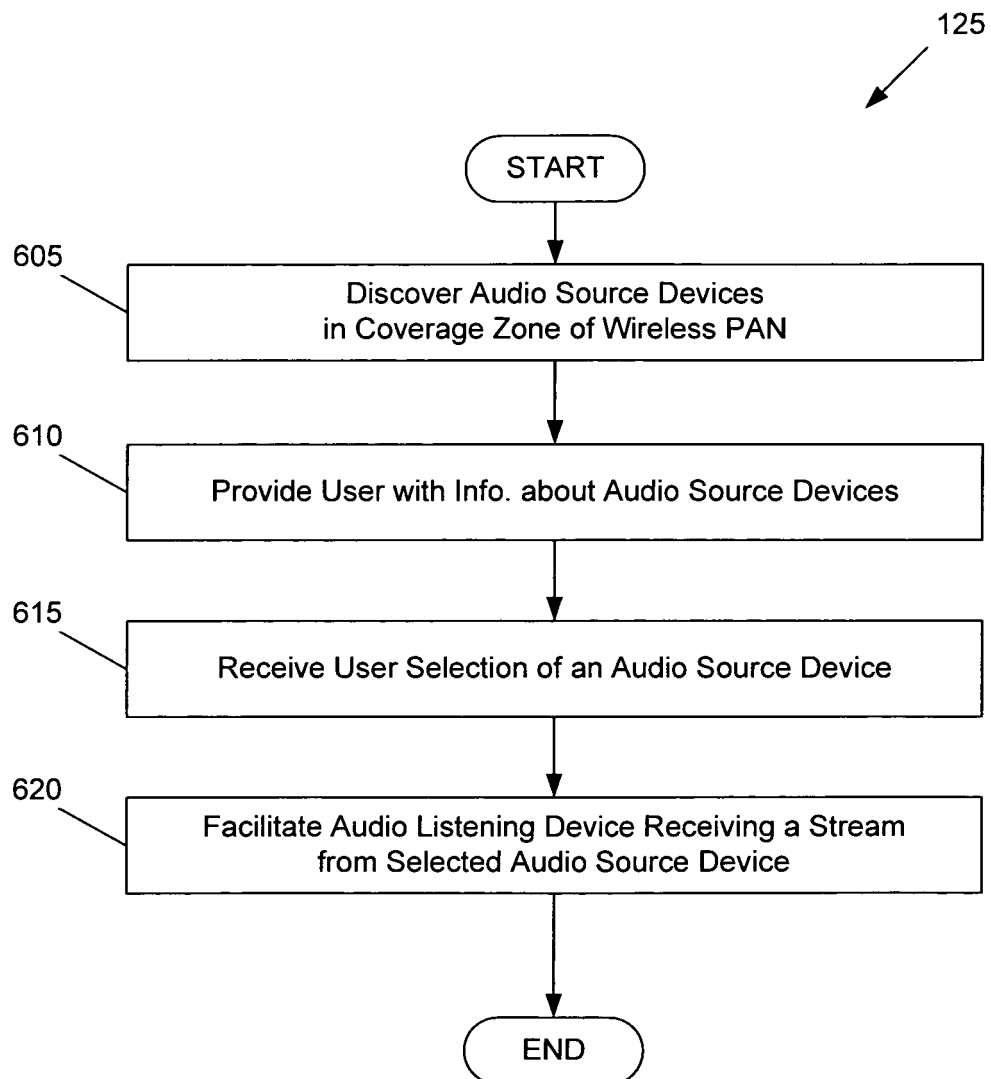 125
START
605
Discover Audio Source Devices
in Coverage Zone of Wireless PAN
610
Provide User with Info. about Audio Source Devices
615
Receive User Selection of an Audio Source Device
620
Facilitate Audio Listening Device Receiving a Stream
from Selected Audio Source Device
END